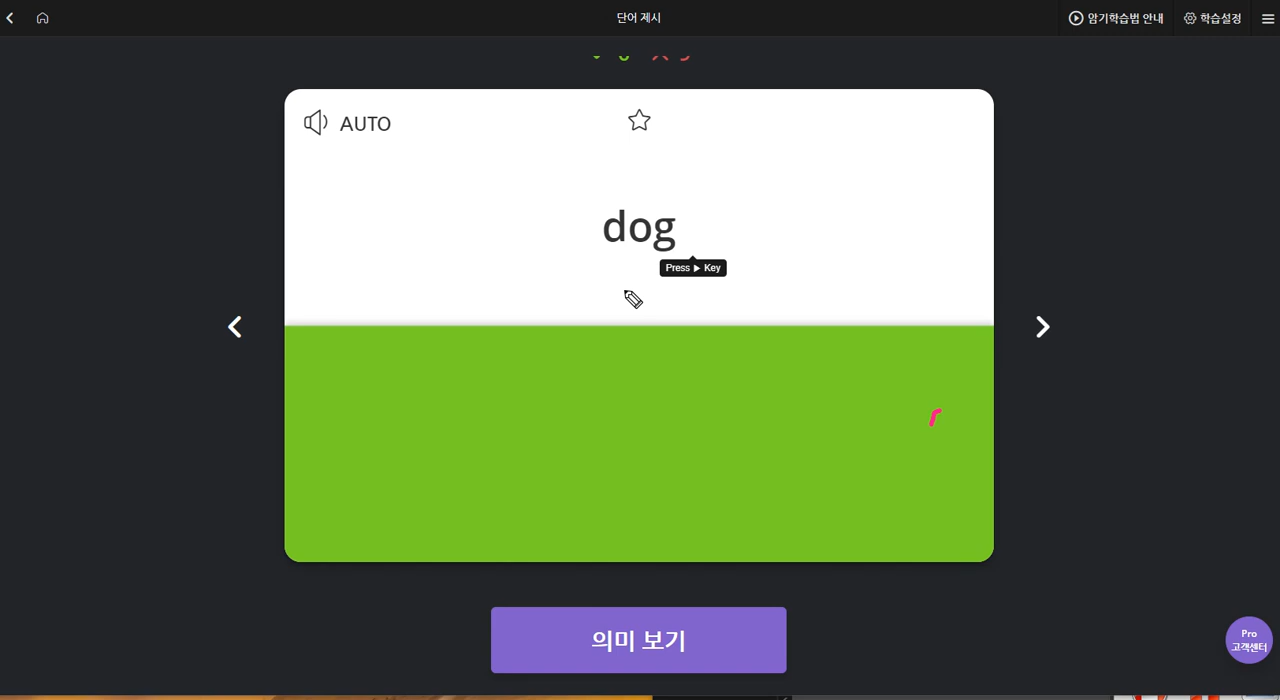 단어 제시
암기학습법 안내
학습설정
AUTO
dog
Press ▶ Key
의미 보기
Pro
고객센터